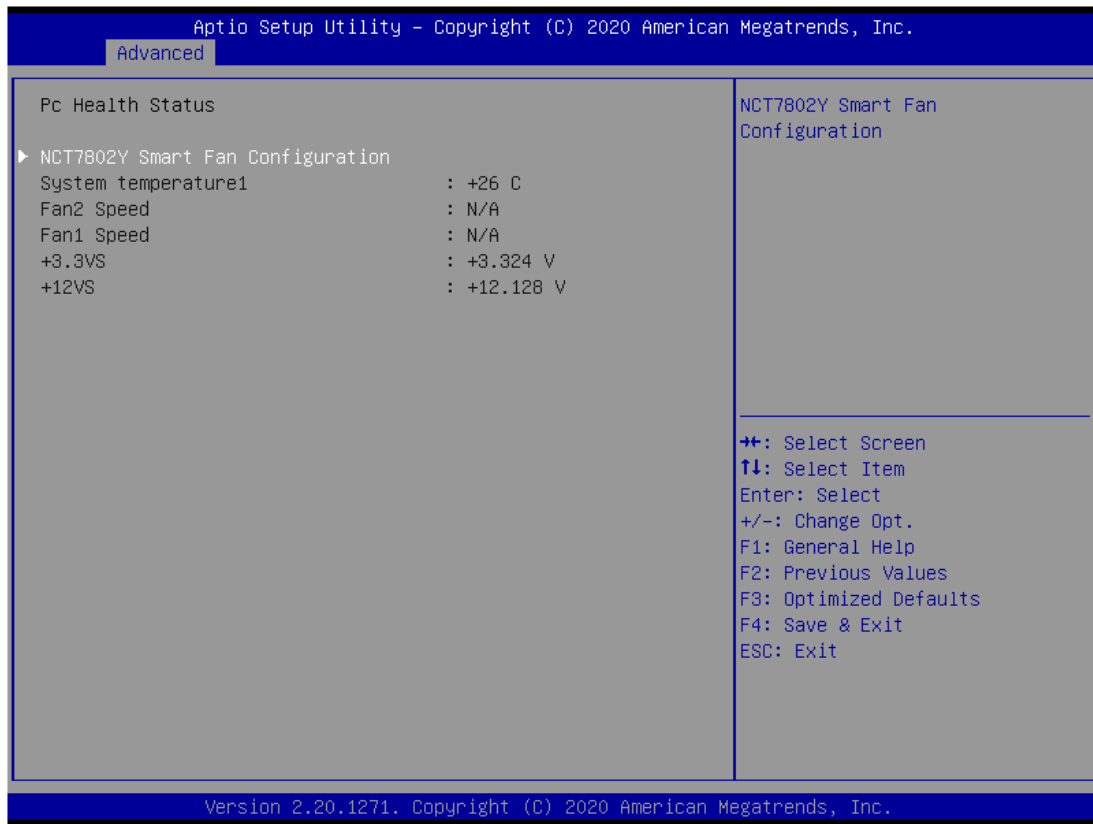 Aptio Setup Utility – Copyright (C) 2020 American Megatrends, Inc.
Advanced
Pc Health Status
NCT7802Y Smart Fan Configuration
System temperature1 : +26 C
Fan2 Speed : N/A
Fan1 Speed : N/A
+3.3VS : +3.324 V
+12VS : +12.128 V
NCT7802Y Smart Fan
Configuration
→←: Select Screen
↑↓: Select Item
Enter: Select
+/-: Change Opt.
F1: General Help
F2: Previous Values
F3: Optimized Defaults
F4: Save & Exit
ESC: Exit
Version 2.20.1271. Copyright (C) 2020 American Megatrends, Inc.